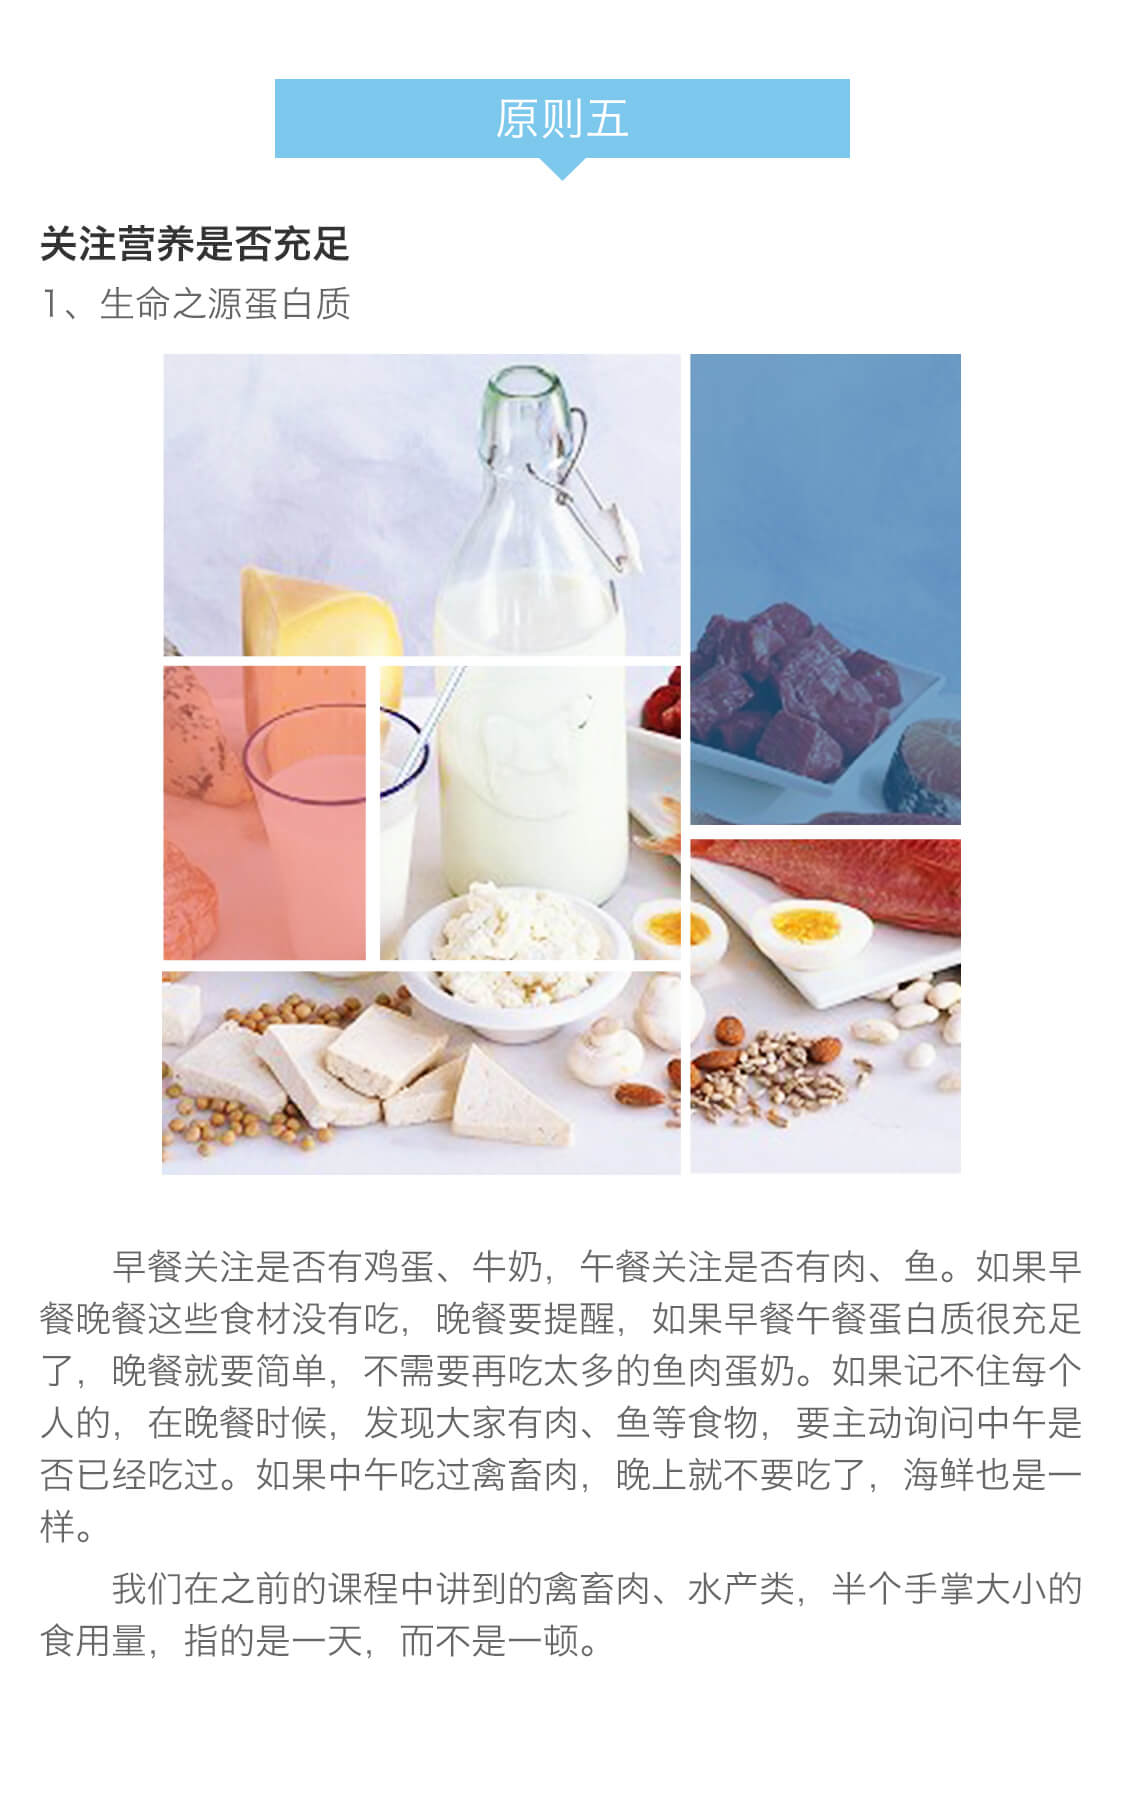 原则五
关注营养是否充足
1、生命之源蛋白质
早餐关注是否有鸡蛋、牛奶，午餐关注是否有肉、鱼。如果早
餐晚餐这些食材没有吃，晚餐要提醒，如果早餐午餐蛋白质很充足
了，晚餐就要简单，不需要再吃太多的鱼肉蛋奶。如果记不住每个
人的，在晚餐时候，发现大家有肉、鱼等食物，要主动询问中午是
否已经吃过。如果中午吃过禽畜肉，晚上就不要吃了，海鲜也是一
样。
我们在之前的课程中讲到的禽畜肉、水产类，半个手掌大小的
食用量，指的是一天，而不是一顿。